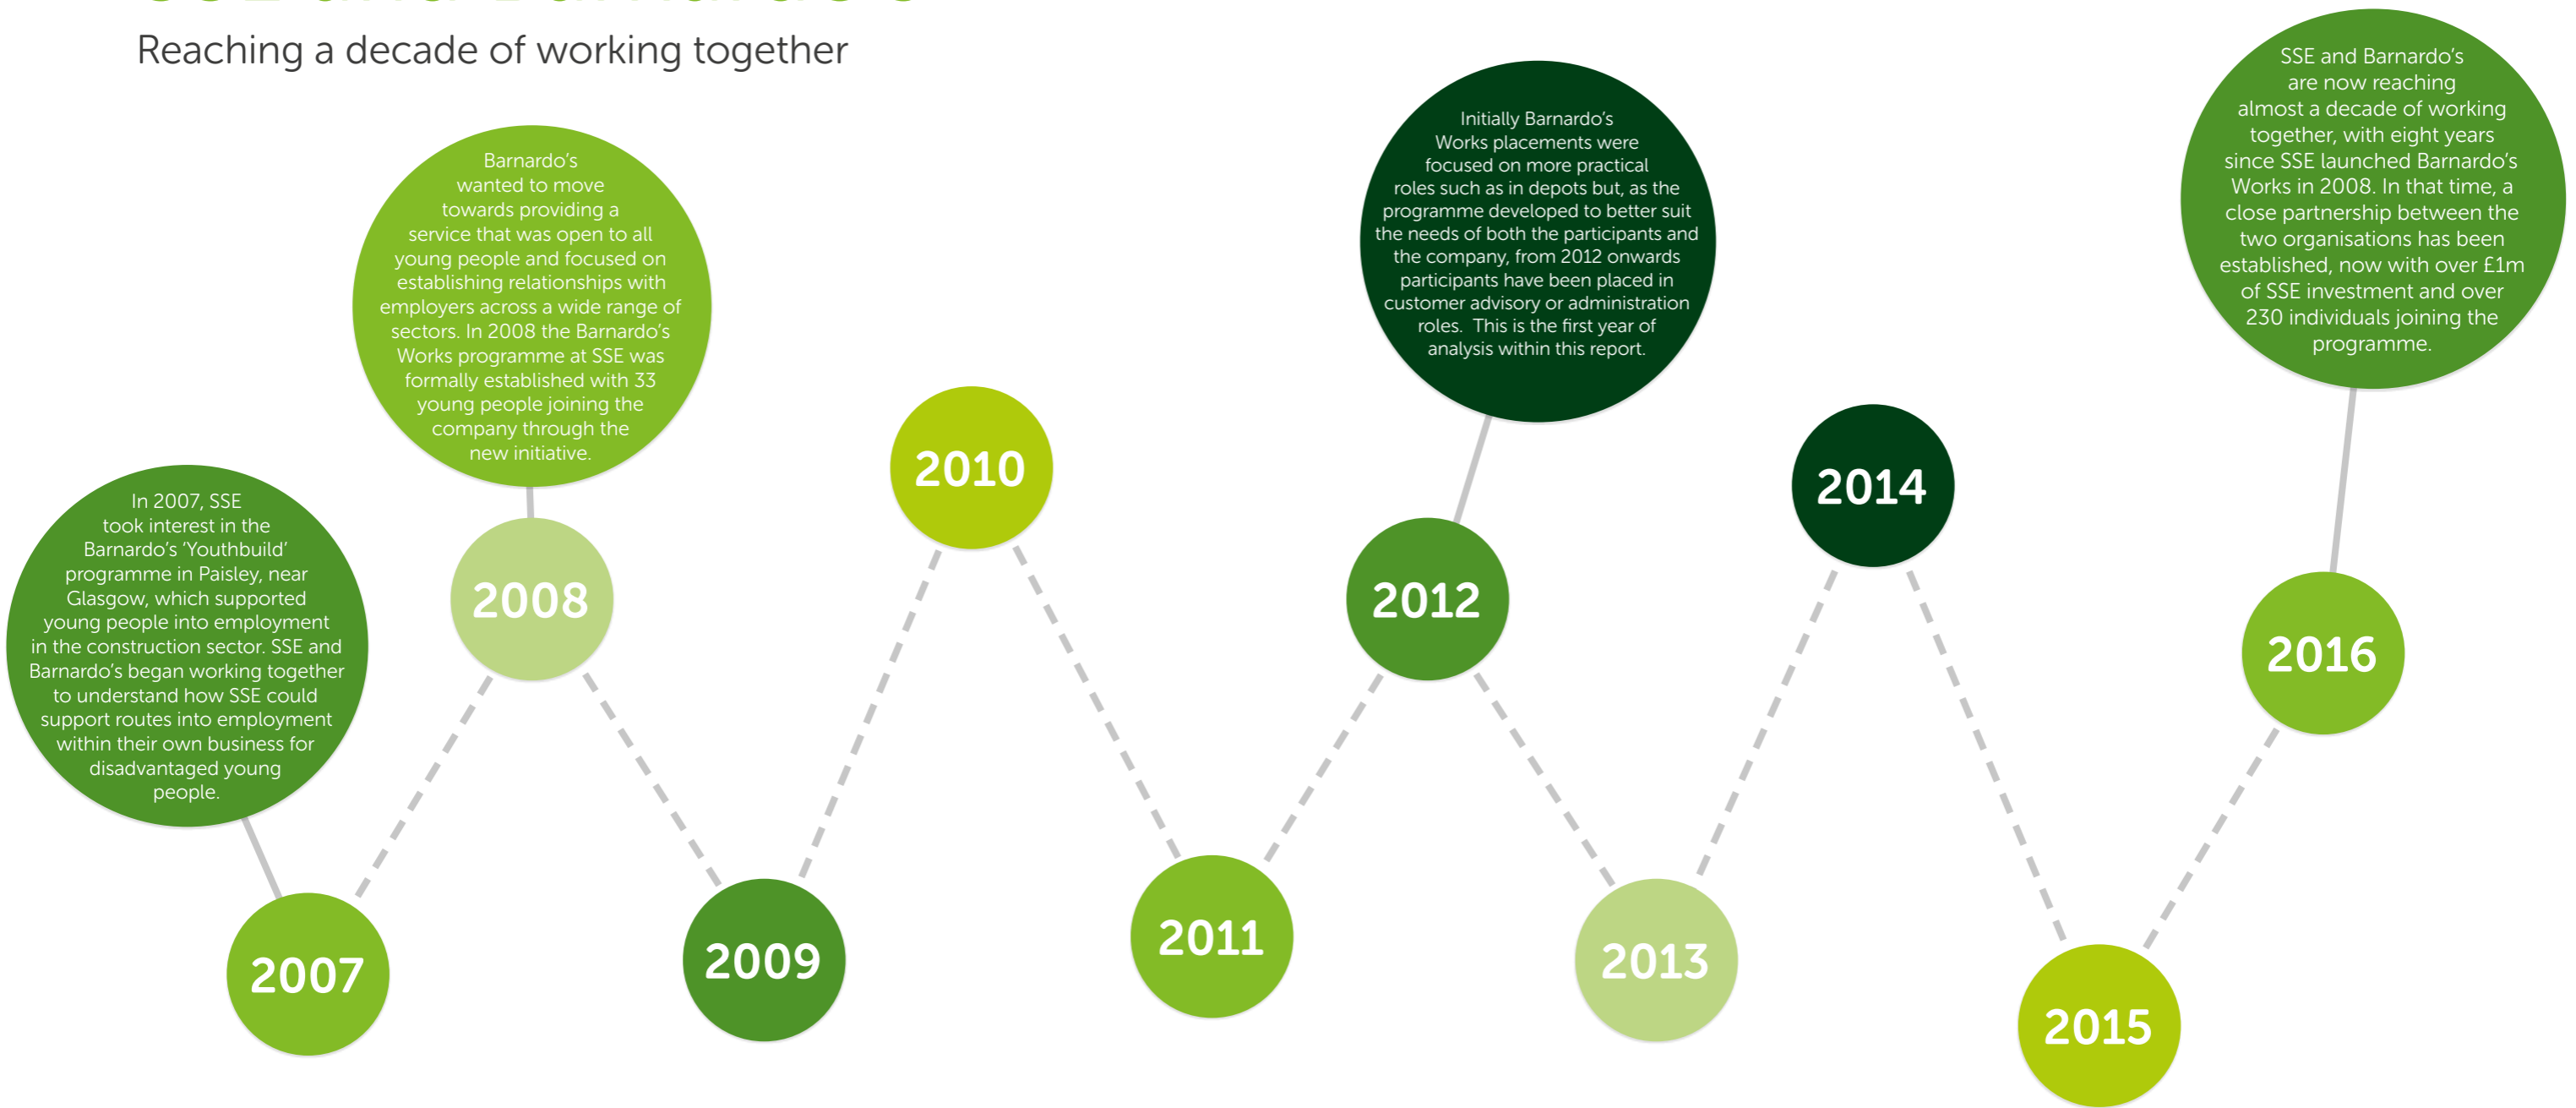 Reaching a decade of working together
In 2007, SSE
took interest in the
Barnardo’s ‘Youthbuild’
programme in Paisley, near
Glasgow, which supported
young people into employment
in the construction sector. SSE and
Barnardo’s began working together
to understand how SSE could
support routes into employment
within their own business for
disadvantaged young
people.
2007
Barnardo’s
wanted to move
towards providing a
service that was open to all
young people and focused on
establishing relationships with
employers across a wide range of
sectors. In 2008 the Barnardo’s
Works programme at SSE was
formally established with 33
young people joining the
company through the
new initiative.
2008
2009
2010
2011
Initially Barnardo’s
Works placements were
focused on more practical
roles such as in depots but, as the
programme developed to better suit
the needs of both the participants and
the company, from 2012 onwards
participants have been placed in
customer advisory or administration
roles. This is the first year of
analysis within this report.
2012
2013
2014
2015
SSE and Barnardo’s
are now reaching
almost a decade of working
together, with eight years
since SSE launched Barnardo’s
Works in 2008. In that time, a
close partnership between the
two organisations has been
established, now with over £1m
of SSE investment and over
230 individuals joining the
programme.
2016